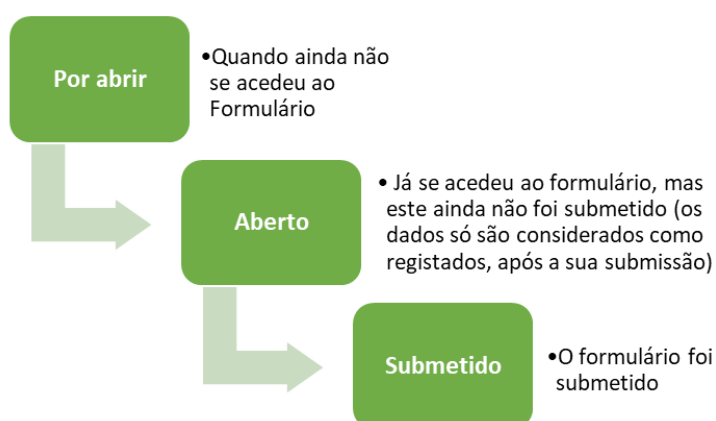 Por abrir
•Quando ainda não
se acedeu ao
Formulário
Aberto
• Já se acedeu ao formulário, mas
este ainda não foi submetido (os
dados só são considerados como
registados, após a sua submissão)
Submetido
•O formulário foi
submetido